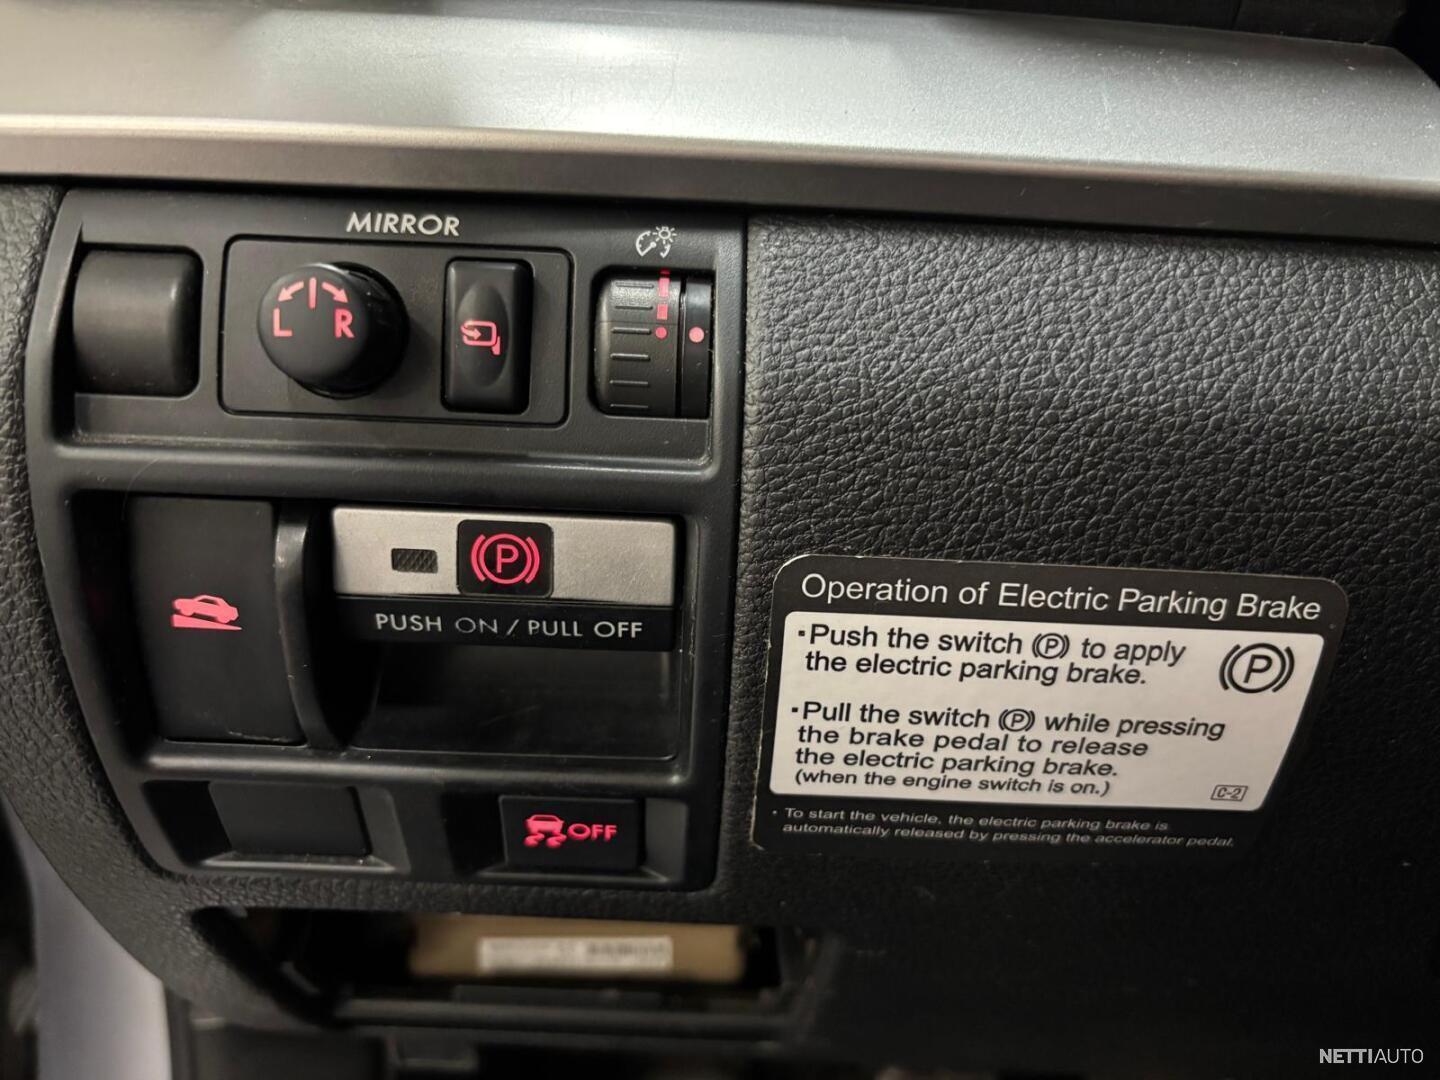 MIRROR
L R
P
PUSH ON / PULL OFF
OFF
Operation of Electric Parking Brake
·Push the switch (P) to apply
the electric parking brake.
(P)
·Pull the switch (P) while pressing
the brake pedal to release
the electric parking brake.
(when the engine switch is on.)
C-2
· To start the vehicle, the electric parking brake is
automatically released by pressing the accelerator pedal.
NETTIAUTO